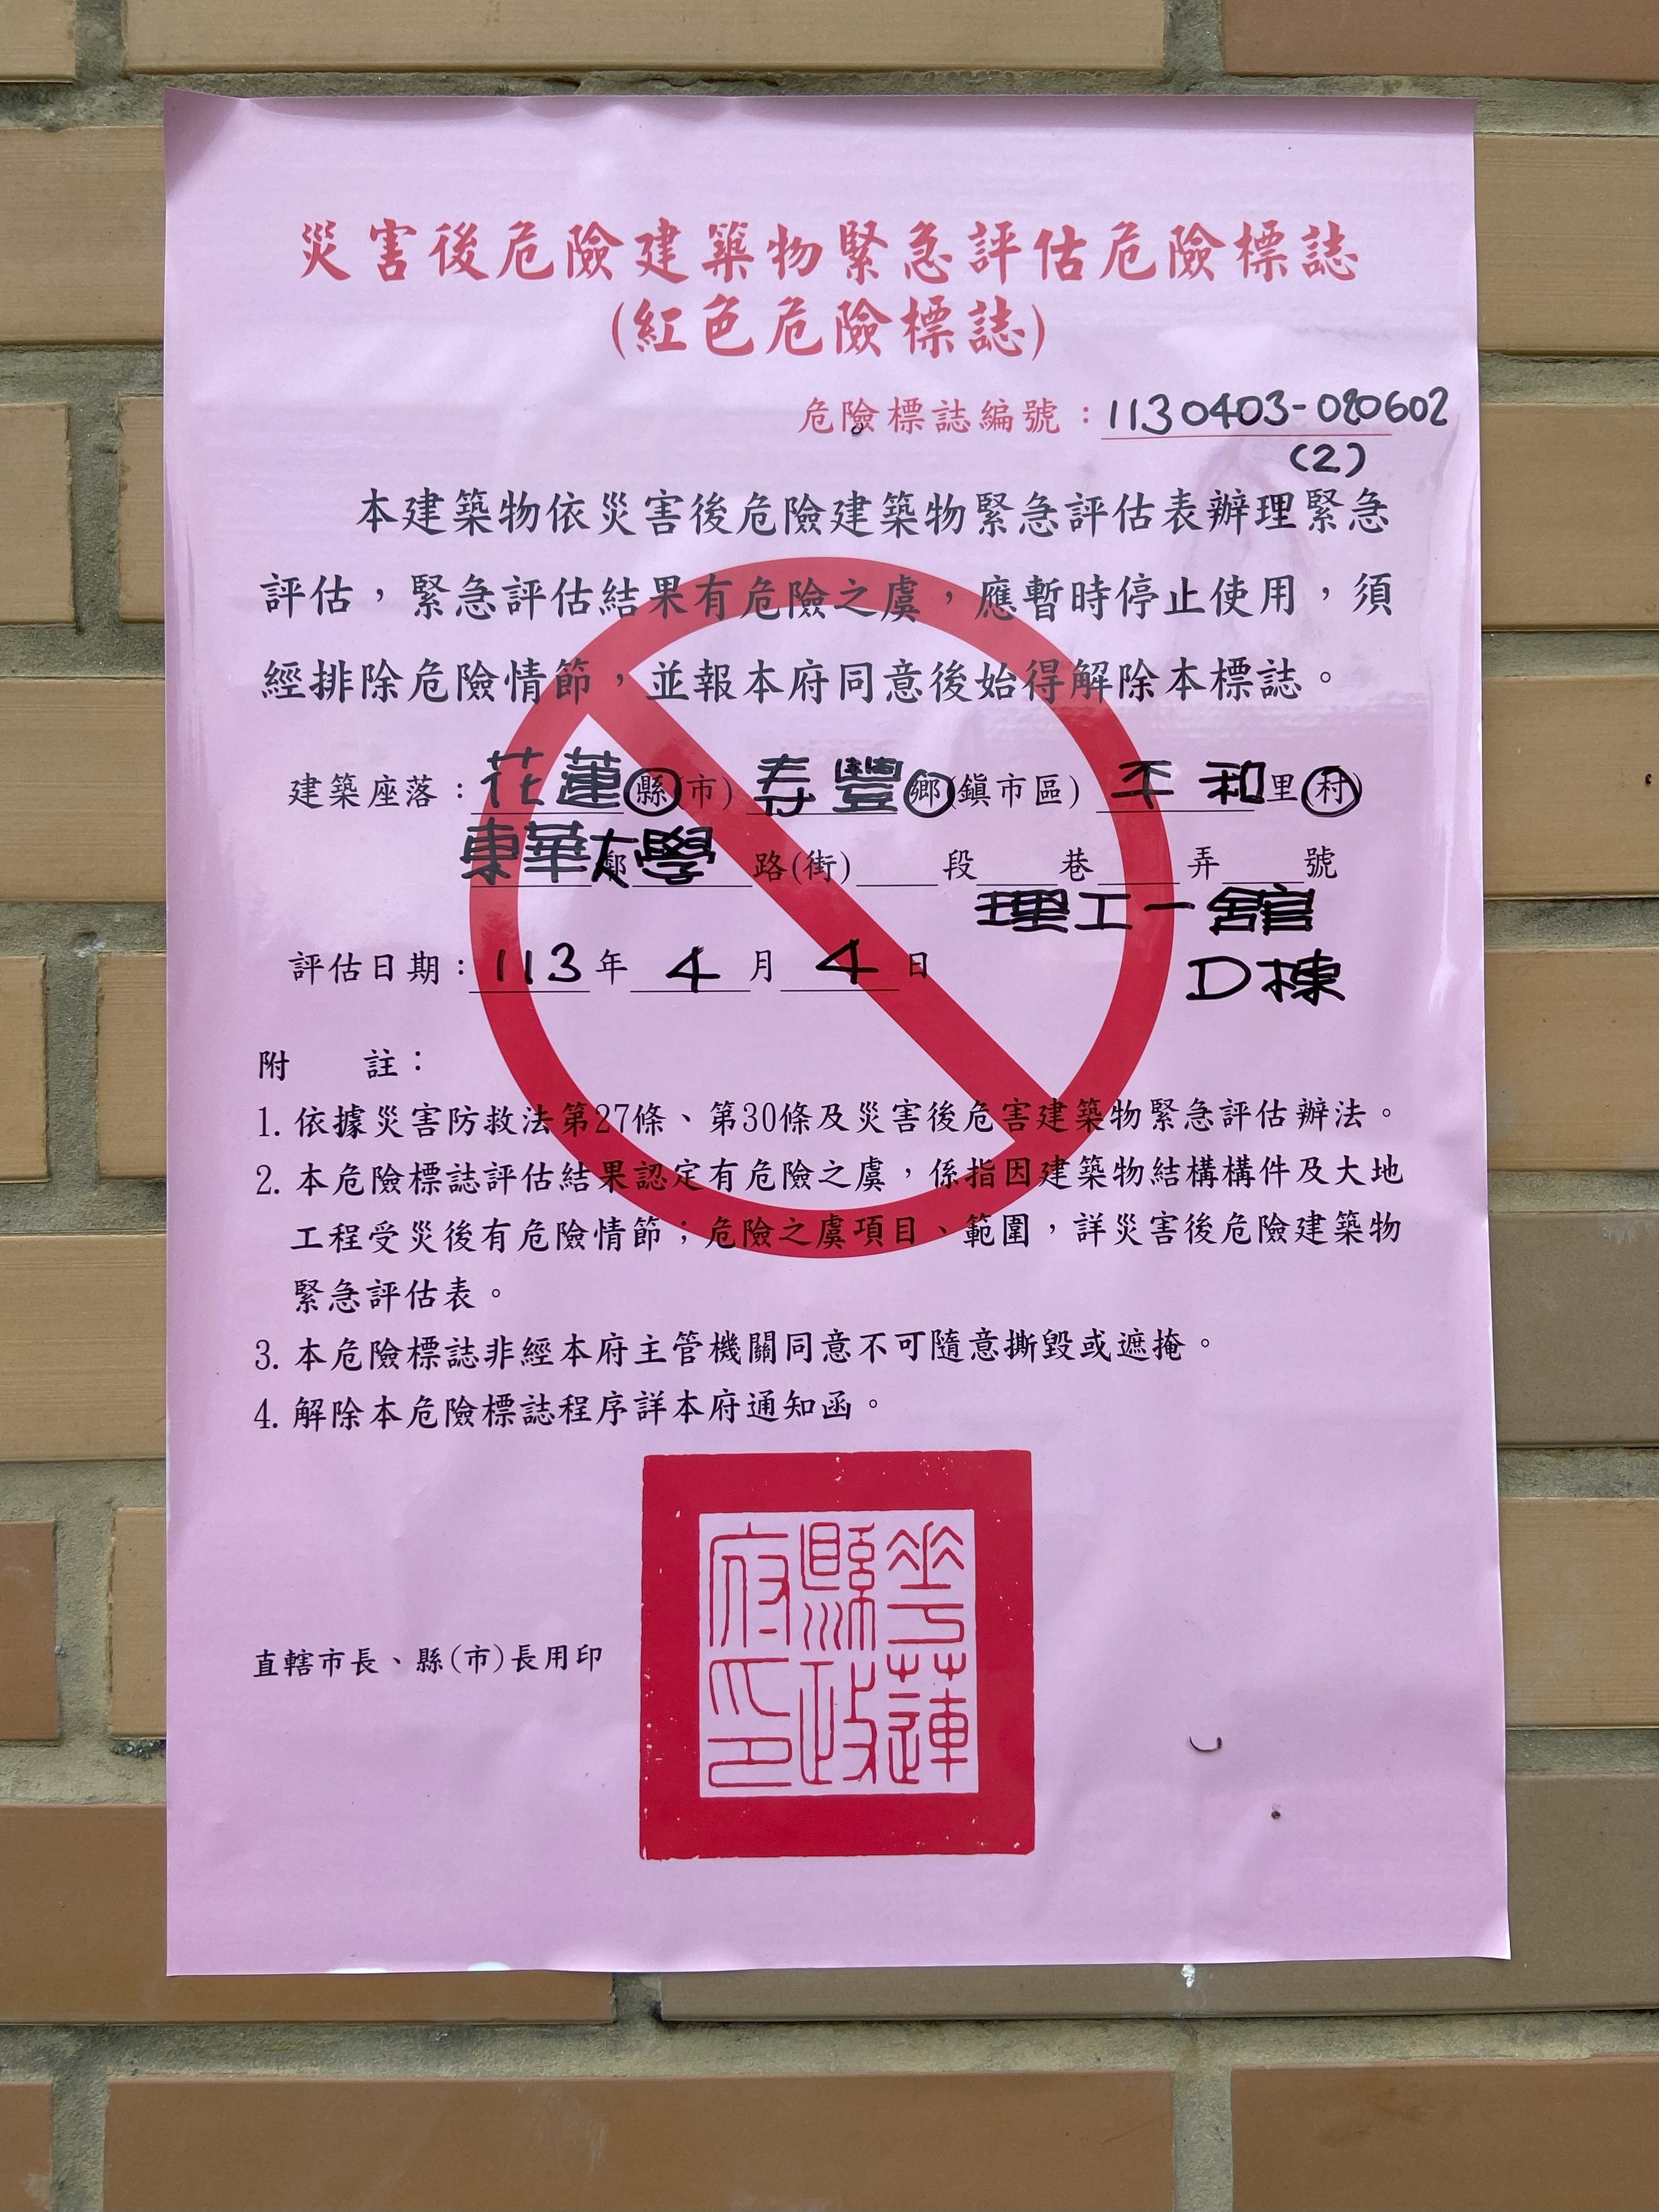 災害後危險建築物緊急評估危險標誌
(紅色危險標誌)
危險標誌編號：1130403-020602
(2)
本建築物依災害後危險建築物緊急評估表辦理緊急
評估，緊急評估結果有危險之虞，應暫時停止使用，須
經排除危險情節，並報本府同意後始得解除本標誌。
建築座落：花蓮縣(市) 寿豐鄉(鎮市區) 平和里(村)
東華大學鄰 路(街) 段 巷 弄 號
理工一舘
D棟
評估日期：113年 4 月 4 日
附 註：
1. 依據災害防救法第27條、第30條及災害後危害建築物緊急評估辦法。
2. 本危險標誌評估結果認定有危險之虞，係指因建築物結構構件及大地
工程受災後有危險情節；危險之虞項目、範圍，詳災害後危險建築物
緊急評估表。
3. 本危險標誌非經本府主管機關同意不可隨意撕毀或遮掩。
4. 解除本危險標誌程序詳本府通知函。
直轄市長、縣(市)長用印
花蓮縣政府印